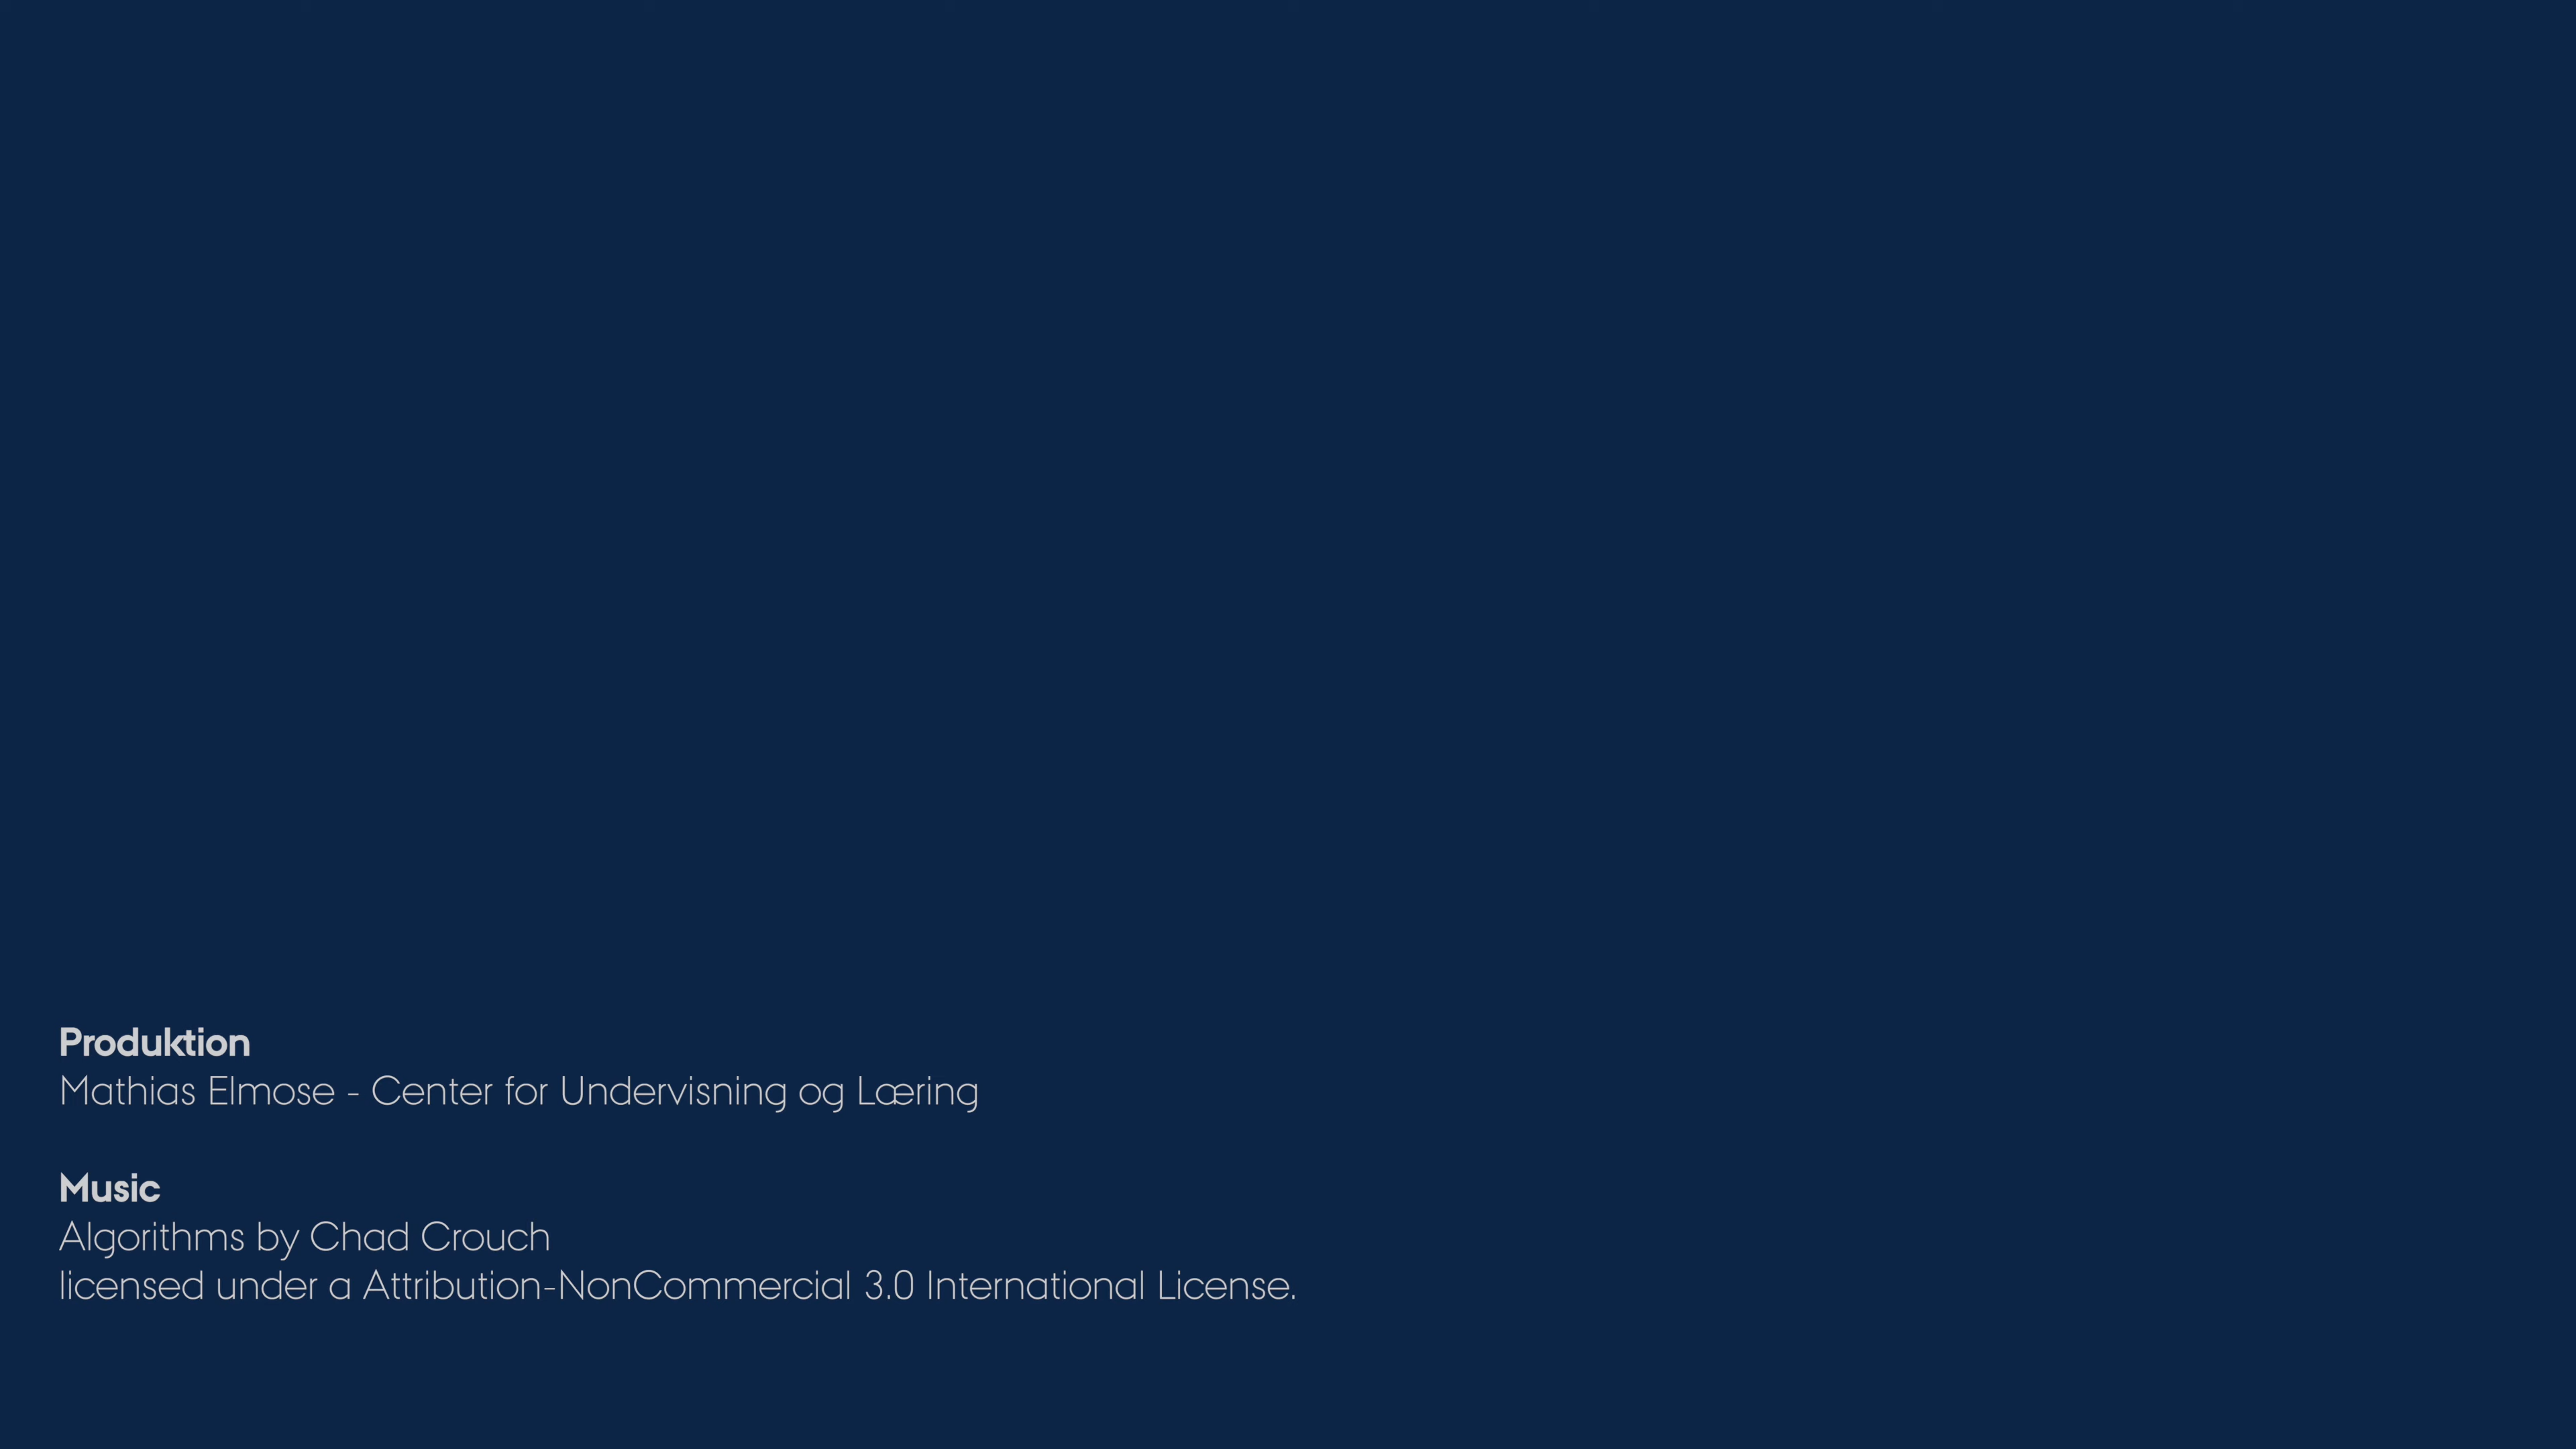 Produktion
Mathias Elmose - Center for Undervisning og Læring
Music
Algorithms by Chad Crouch
licensed under a Attribution-NonCommercial 3.0 International License.